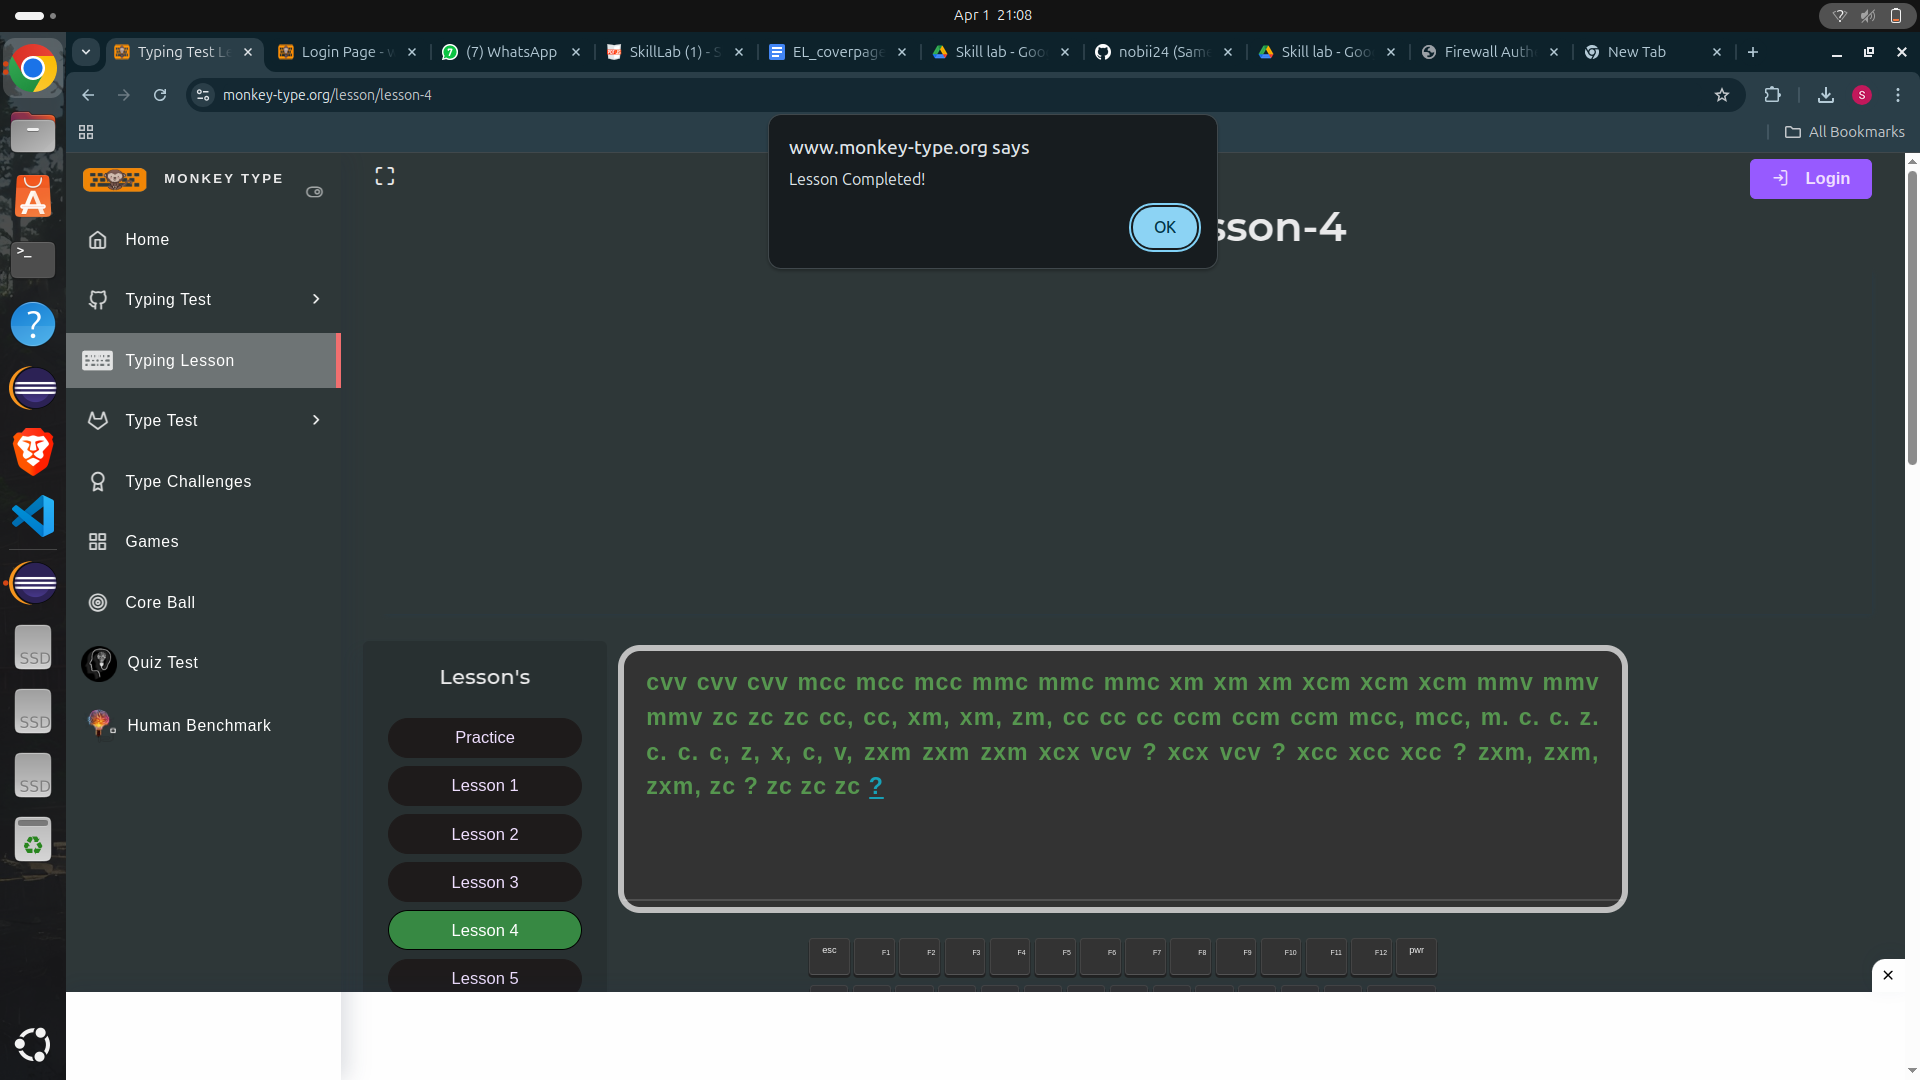 Apr 1 21:08
Typing Test Le
Login Page - w
(7) WhatsApp
SkillLab (1) - S
EL_coverpage
Skill lab - Goo
nobii24 (Same
Skill lab - Goo
Firewall Auth
New Tab
monkey-type.org/lesson/lesson-4
S
All Bookmarks
www.monkey-type.org says
Lesson Completed!
OK
MONKEY TYPE
Login
sson-4
Home
Typing Test
Typing Lesson
Type Test
Type Challenges
Games
Core Ball
Quiz Test
Human Benchmark
SSD
SSD
SSD
Lesson's
Practice
Lesson 1
Lesson 2
Lesson 3
Lesson 4
Lesson 5
cvv cvv cvv mcc mcc mcc mmc mmc mmc xm xm xm xcm xcm xcm mmv mmv
mmv zc zc zc cc, cc, xm, xm, zm, cc cc cc ccm ccm ccm mcc, mcc, m. c. c. z.
c. c. c, z, x, c, v, zxm zxm zxm xcx vcv ? xcx vcv ? xcc xcc xcc ? zxm, zxm,
zxm, zc ? zc zc zc ?
esc F1 F2 F3 F4 F5 F6 F7 F8 F9 F10 F11 F12 pwr